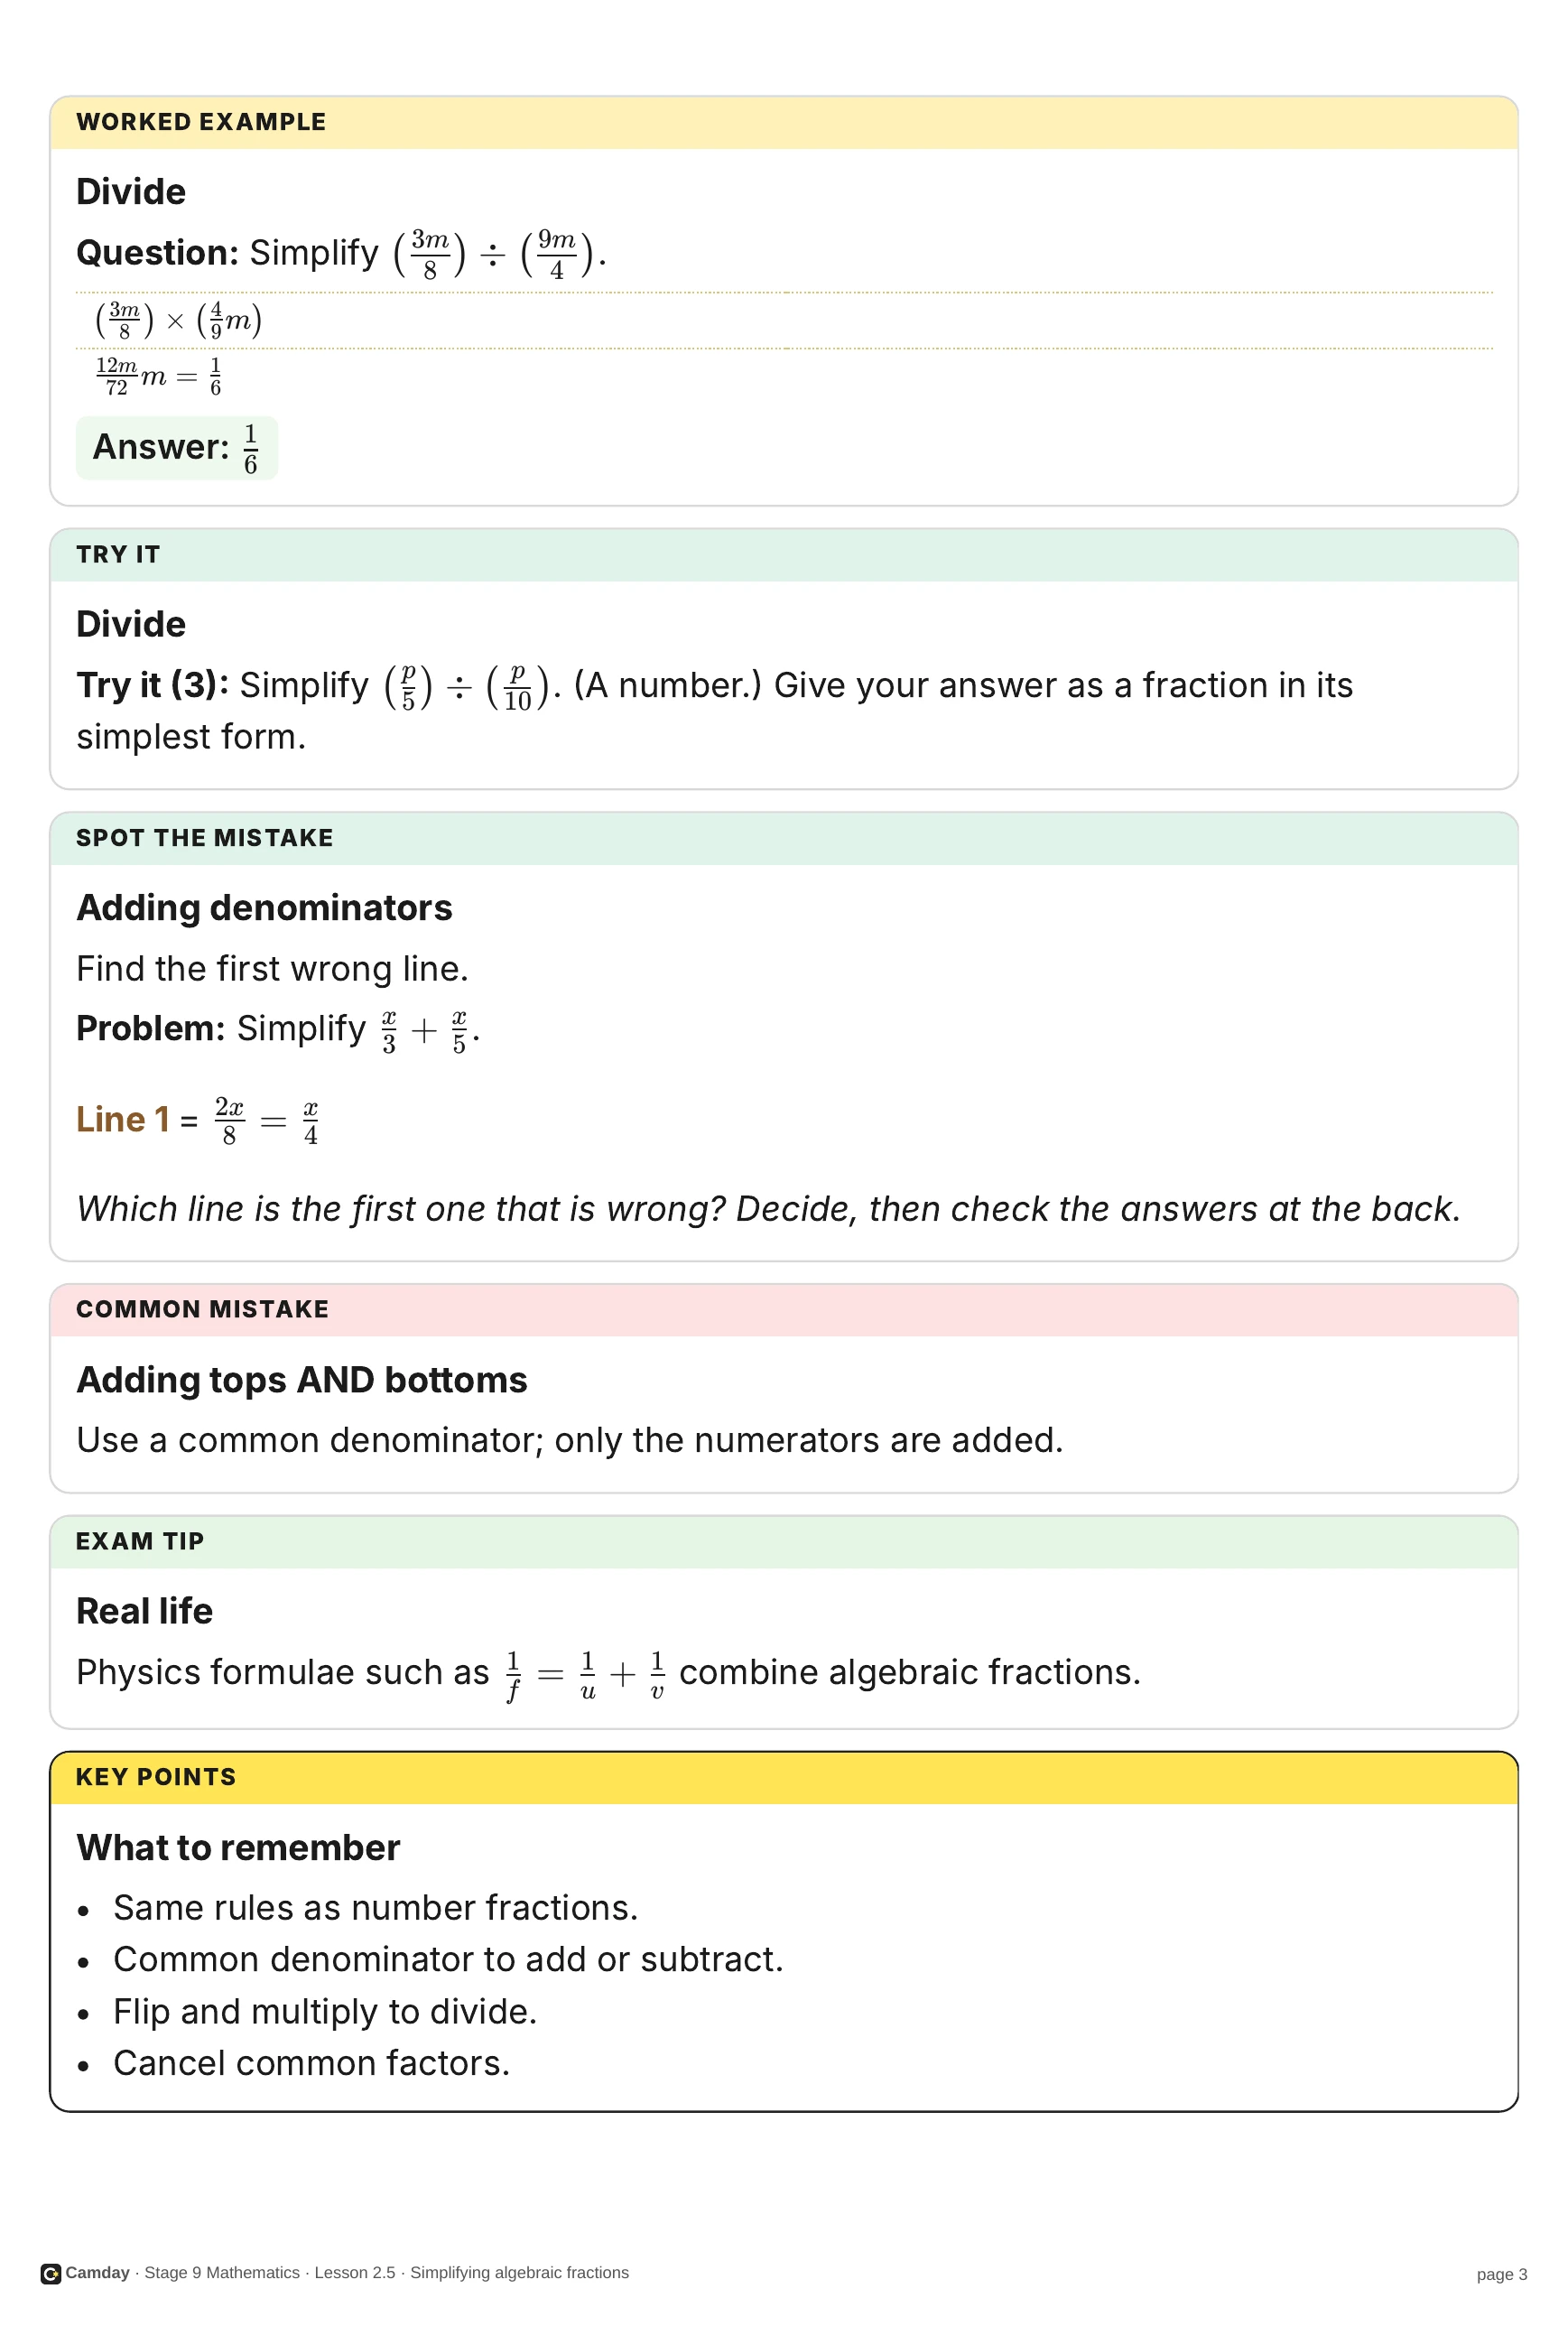 WORKED EXAMPLE
Divide
Question: Simplify (3m/8) ÷ (9m/4).
(3m/8) × (4/9 m)
12m/72 m = 1/6
Answer: 1/6
TRY IT
Divide
Try it (3): Simplify (p/5) ÷ (p/10). (A number.) Give your answer as a fraction in its
simplest form.
SPOT THE MISTAKE
Adding denominators
Find the first wrong line.
Problem: Simplify x/3 + x/5.
Line 1 = 2x/8 = x/4
Which line is the first one that is wrong? Decide, then check the answers at the back.
COMMON MISTAKE
Adding tops AND bottoms
Use a common denominator; only the numerators are added.
EXAM TIP
Real life
Physics formulae such as 1/f = 1/u + 1/v combine algebraic fractions.
KEY POINTS
What to remember
• Same rules as number fractions.
• Common denominator to add or subtract.
• Flip and multiply to divide.
• Cancel common factors.
Camday · Stage 9 Mathematics · Lesson 2.5 · Simplifying algebraic fractions
page 3